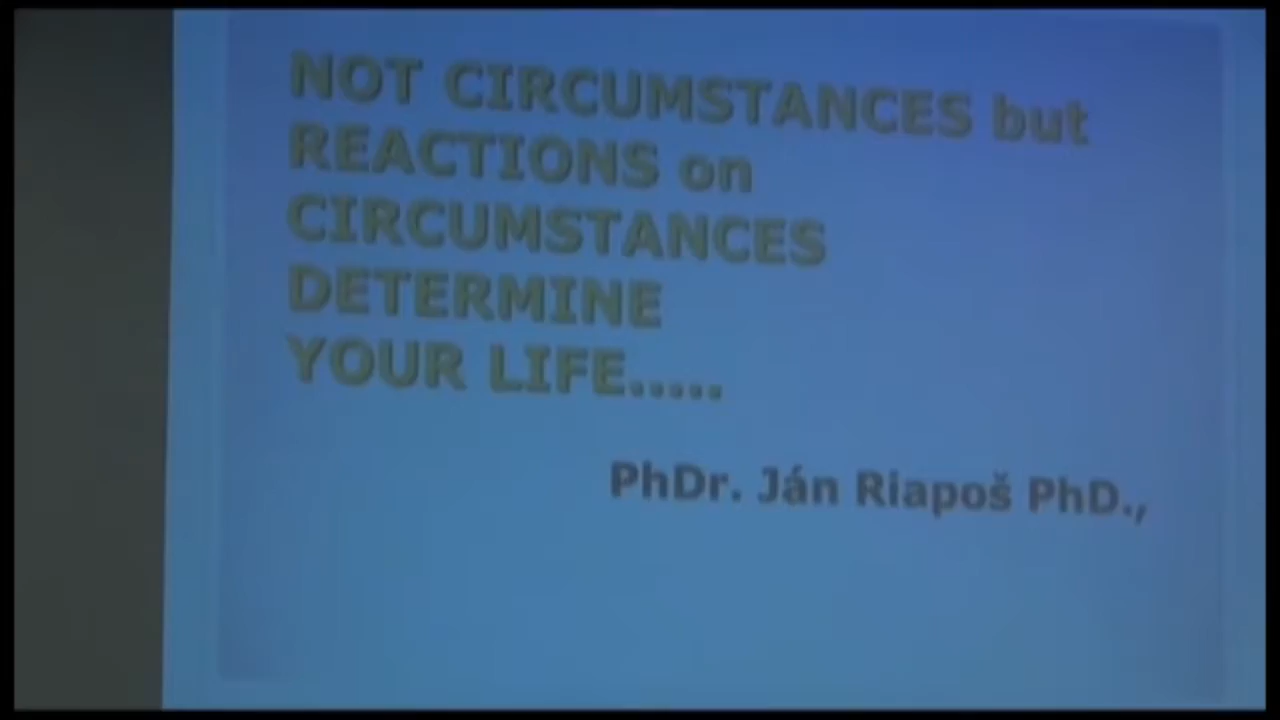 NOT CIRCUMSTANCES but
REACTIONS on
CIRCUMSTANCES
DETERMINE
YOUR LIFE.....
PhDr. Ján Riapoš PhD.,